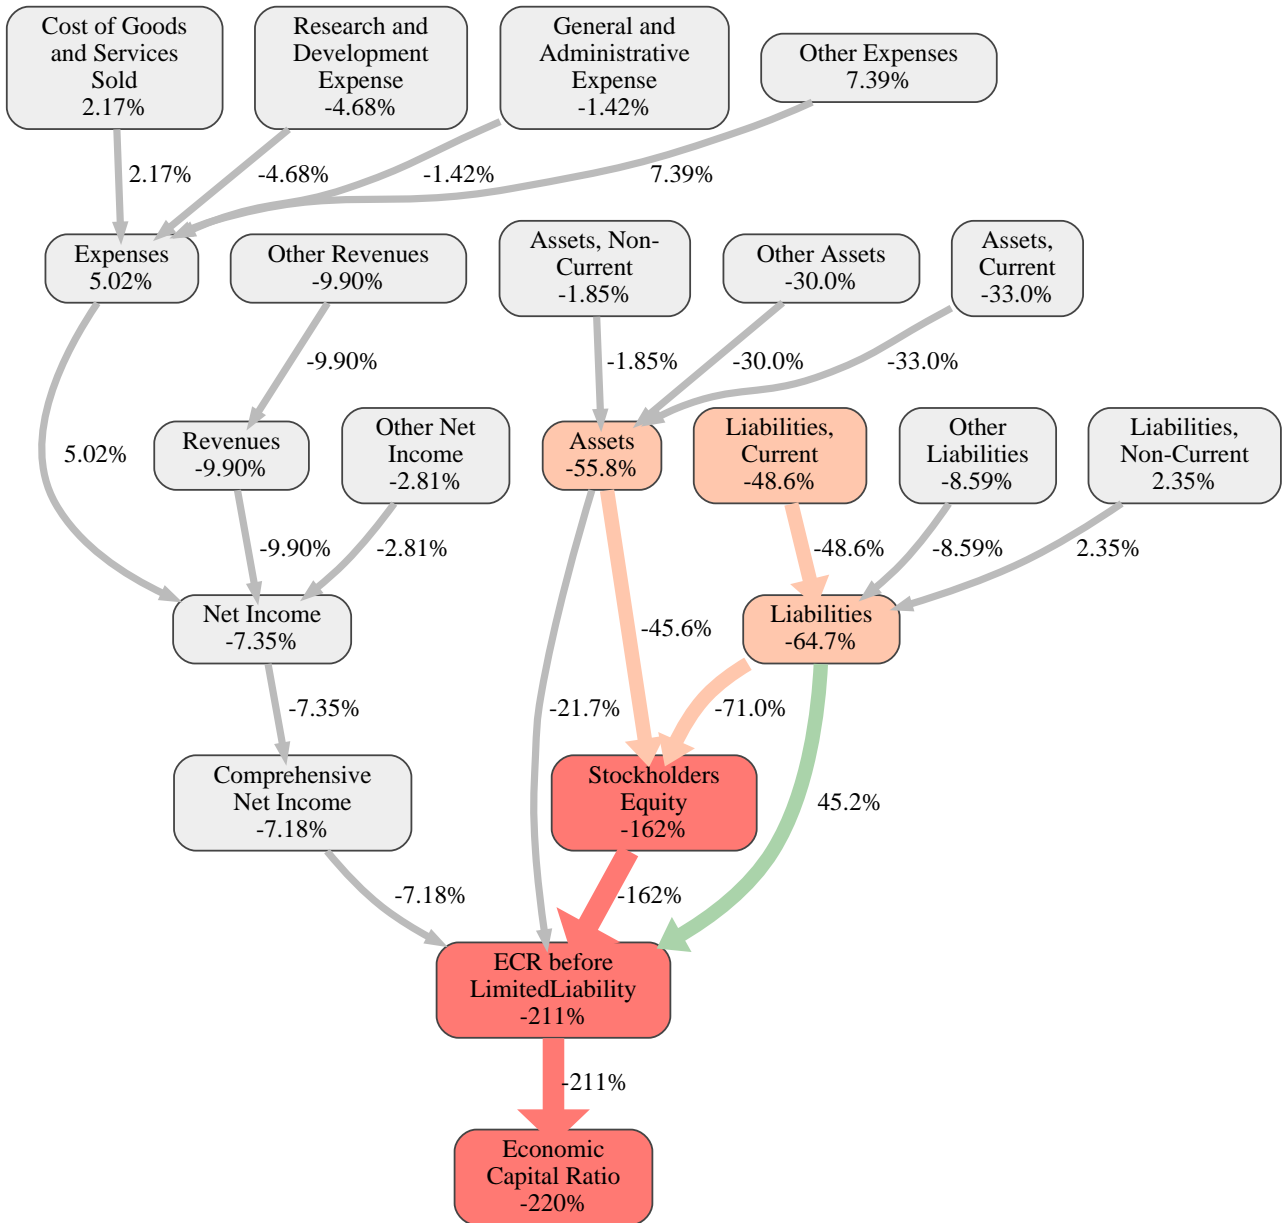 Cost of Goods
and Services
Sold
2.17%
Research and
Development
Expense
-4.68%
General and
Administrative
Expense
-1.42%
Other Expenses
7.39%
2.17%
-4.68%
-1.42%
7.39%
Expenses
5.02%
Other Revenues
-9.90%
Assets, Non-
Current
-1.85%
Other Assets
-30.0%
Assets,
Current
-33.0%
-9.90%
-1.85%
-30.0%
-33.0%
5.02%
Revenues
-9.90%
Other Net
Income
-2.81%
Assets
-55.8%
Liabilities,
Current
-48.6%
Other
Liabilities
-8.59%
Liabilities,
Non-Current
2.35%
-9.90%
-2.81%
-48.6%
-8.59%
2.35%
Net Income
-7.35%
-45.6%
Liabilities
-64.7%
-7.35%
-21.7%
-71.0%
Comprehensive
Net Income
-7.18%
Stockholders
Equity
-162%
45.2%
-7.18%
-162%
ECR before
LimitedLiability
-211%
-211%
Economic
Capital Ratio
-220%